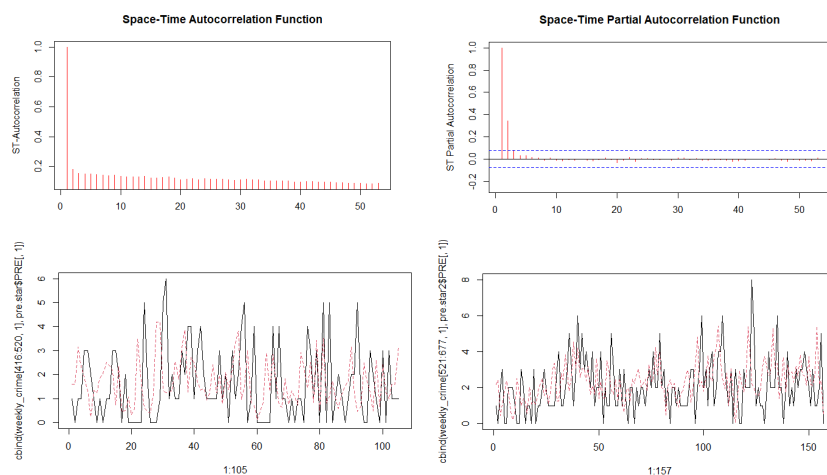 Space-Time Autocorrelation Function
ST-Autocorrelation
1.0
0.8
0.6
0.4
0.2
0 10 20 30 40 50
Space-Time Partial Autocorrelation Function
ST Partial Autocorrelation
1.0
0.8
0.6
0.4
0.2
0.0
-0.2
0 10 20 30 40 50
cbind(weekly_crime[416:520, 1], pre.star$PRE[, 1])
6
5
4
3
2
1
0
0 20 40 60 80 100
1:105
cbind(weekly_crime[521:677, 1], pre.star2$PRE[, 1])
8
6
4
2
0
0 50 100 150
1:157